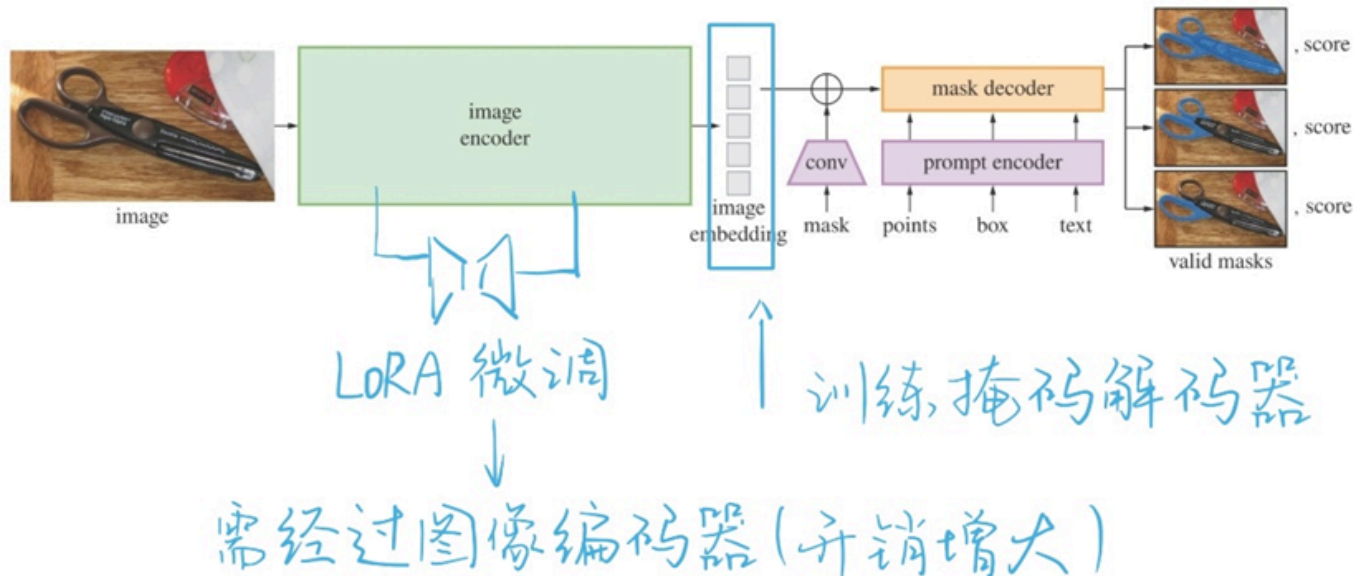 image
encoder
image
image
embedding
conv
mask
mask decoder
prompt encoder
points
box
text
, score
, score
, score
valid masks
LoRA 微调
训练掩码解码器
需经过图像编码器(开销增大)